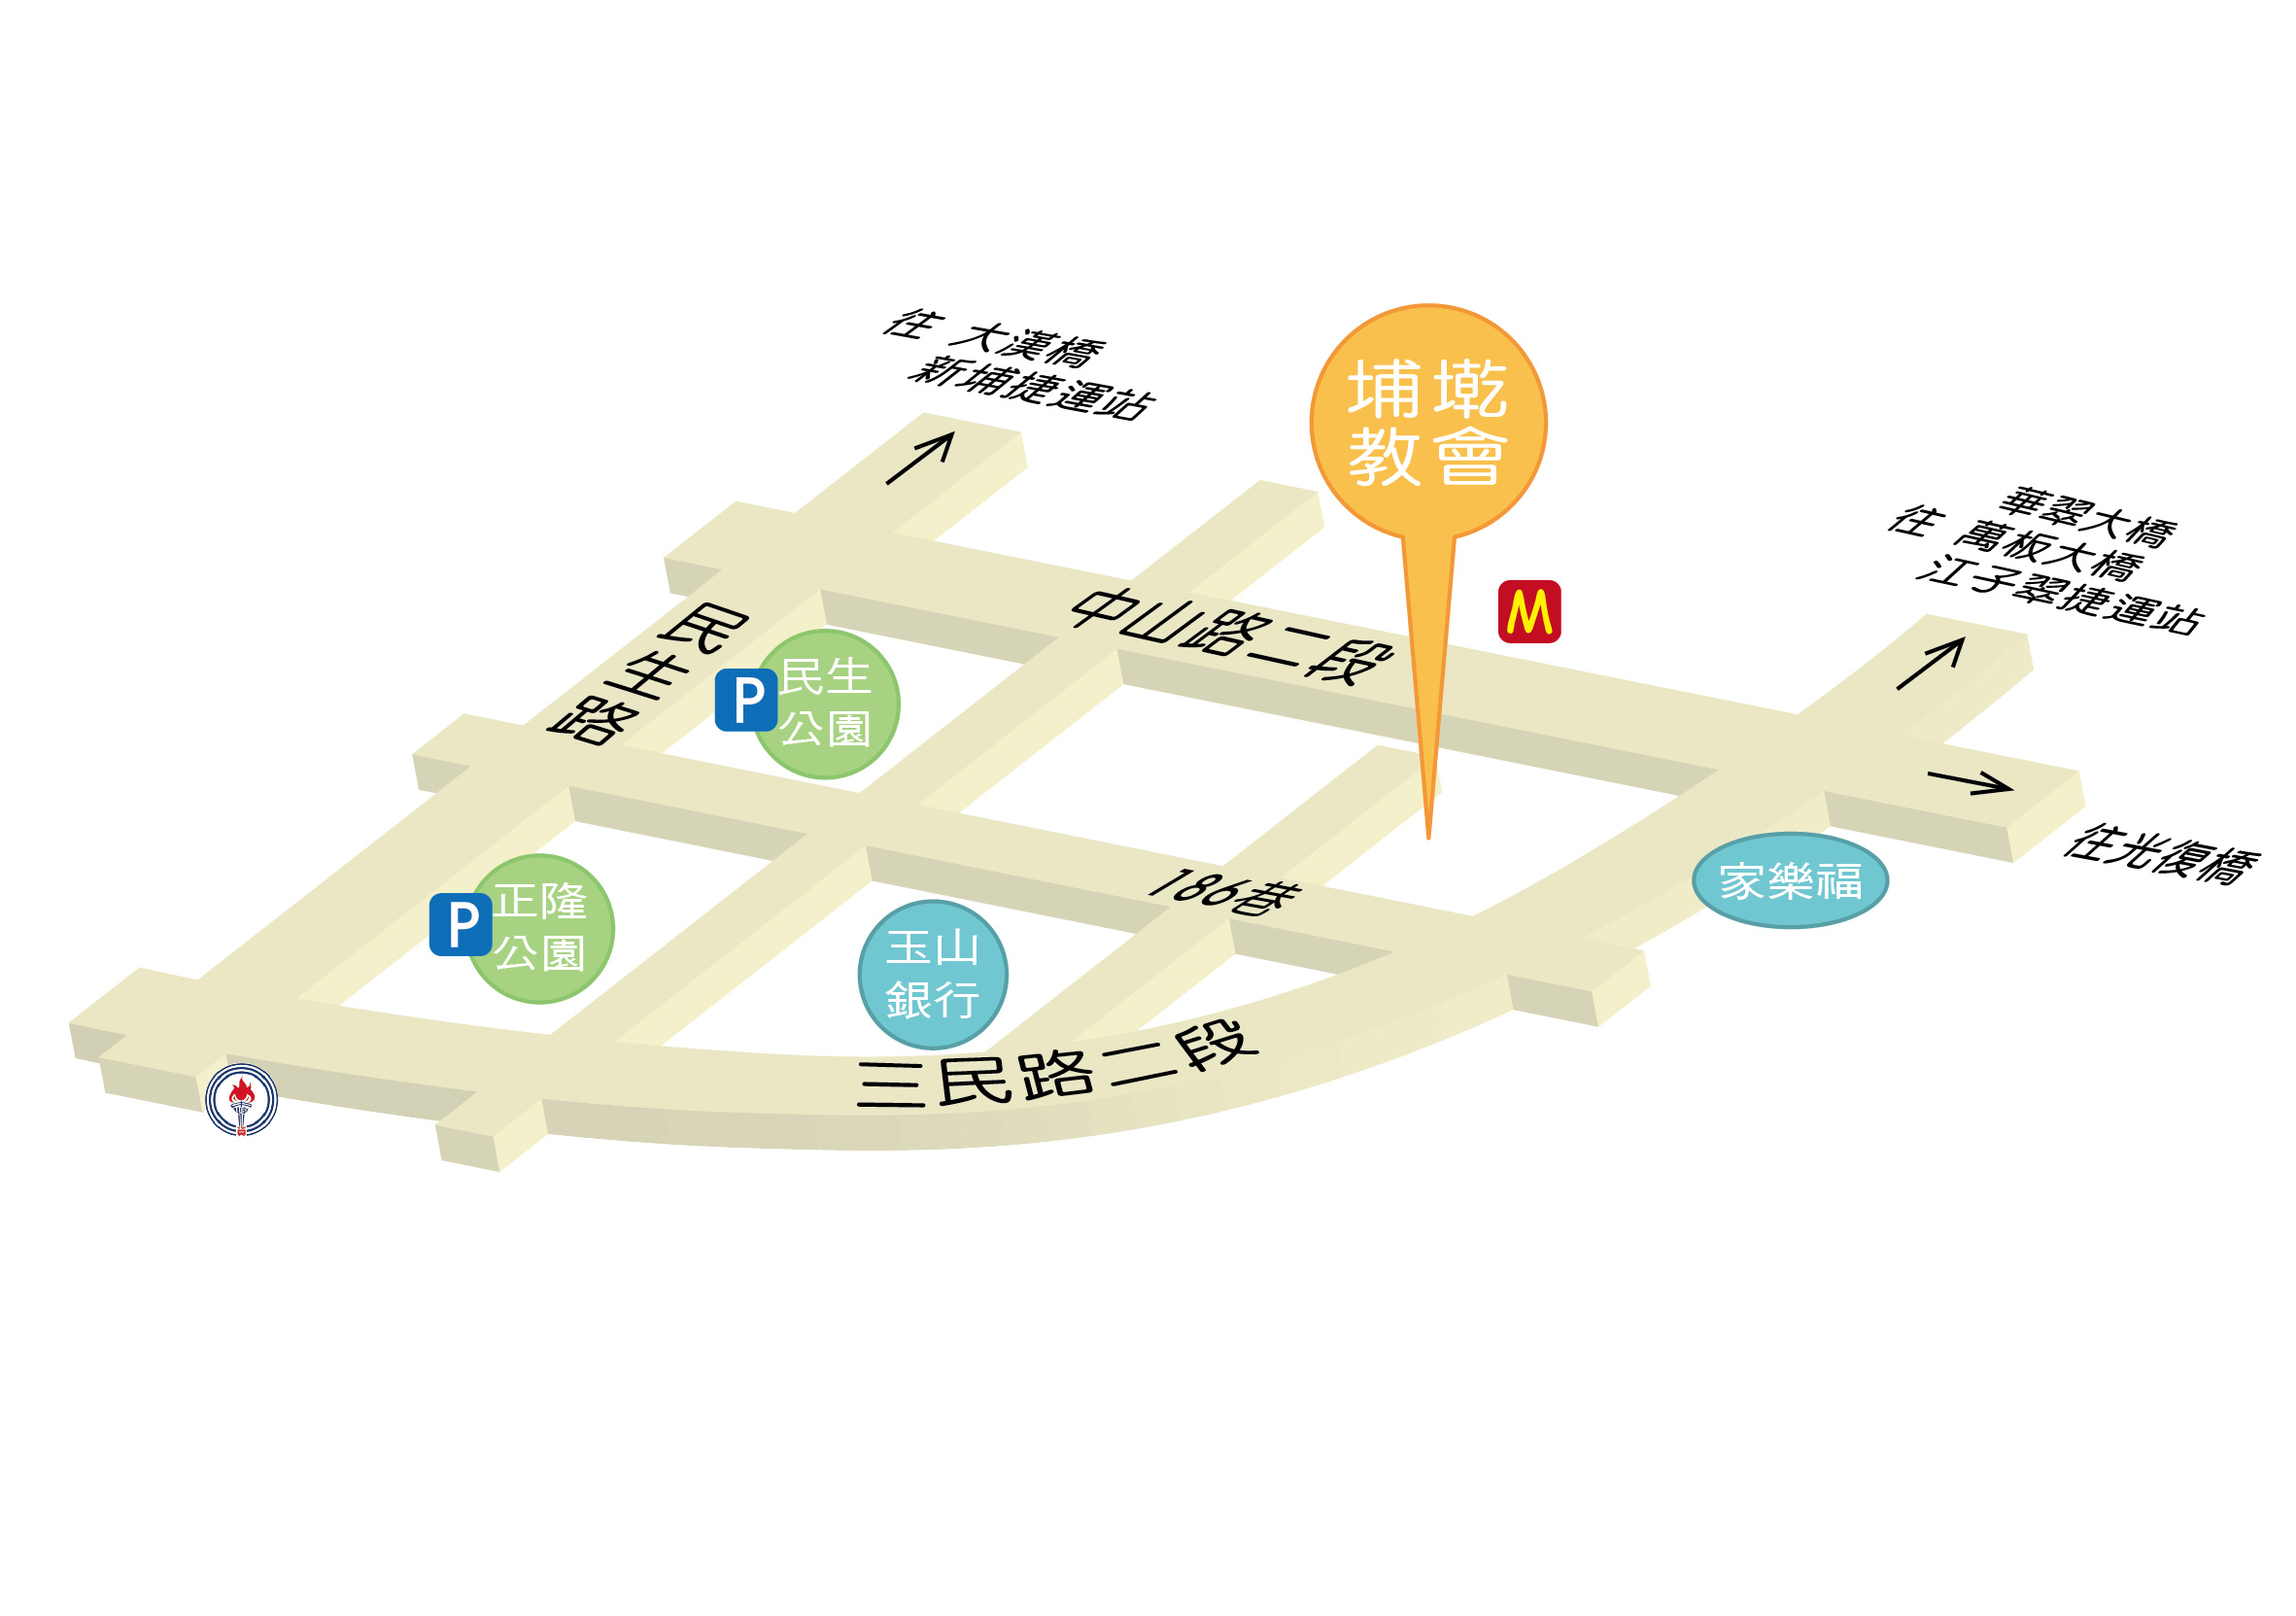 往 大漢橋
新埔捷運站
埔墘
教會
華翠大橋
往 萬板大橋
江子翠捷運站
中山路二段
M
民生路
P
民生
公園
往光復橋
家樂福
186巷
P
正隆
公園
玉山
銀行
三民路二段